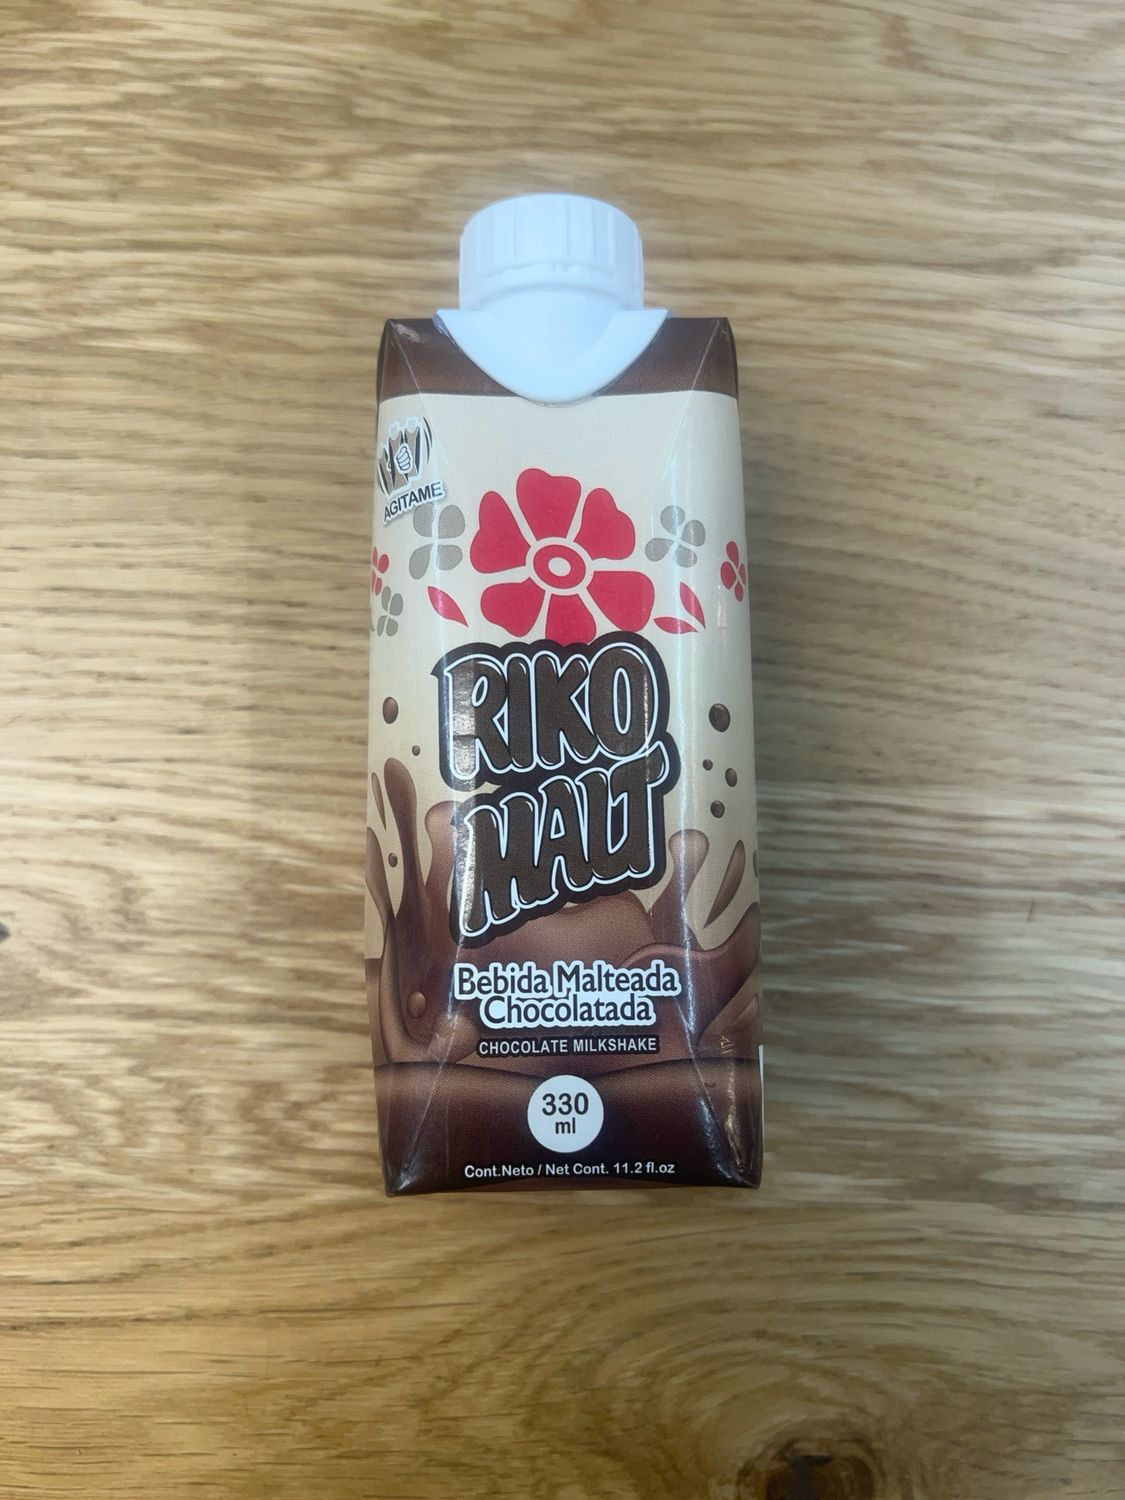 AGITAME
RIKO
MALT
Bebida Malteada
Chocolatada
CHOCOLATE MILKSHAKE
330
ml
Cont.Neto / Net Cont. 11.2 fl.oz